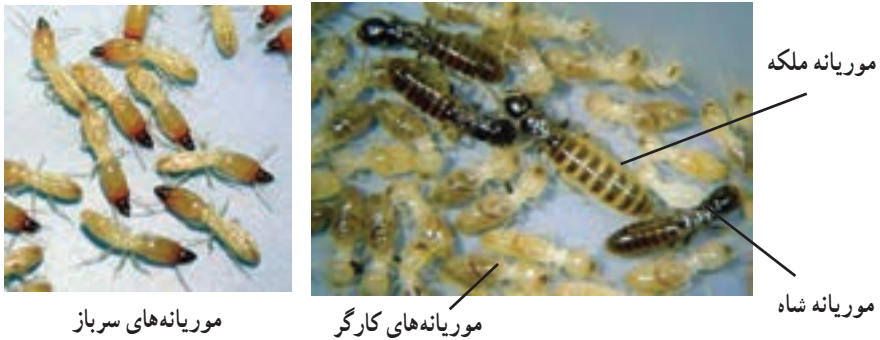 موریانه ملکه
موریانه شاه
موریانه‌های کارگر
موریانه‌های سرباز